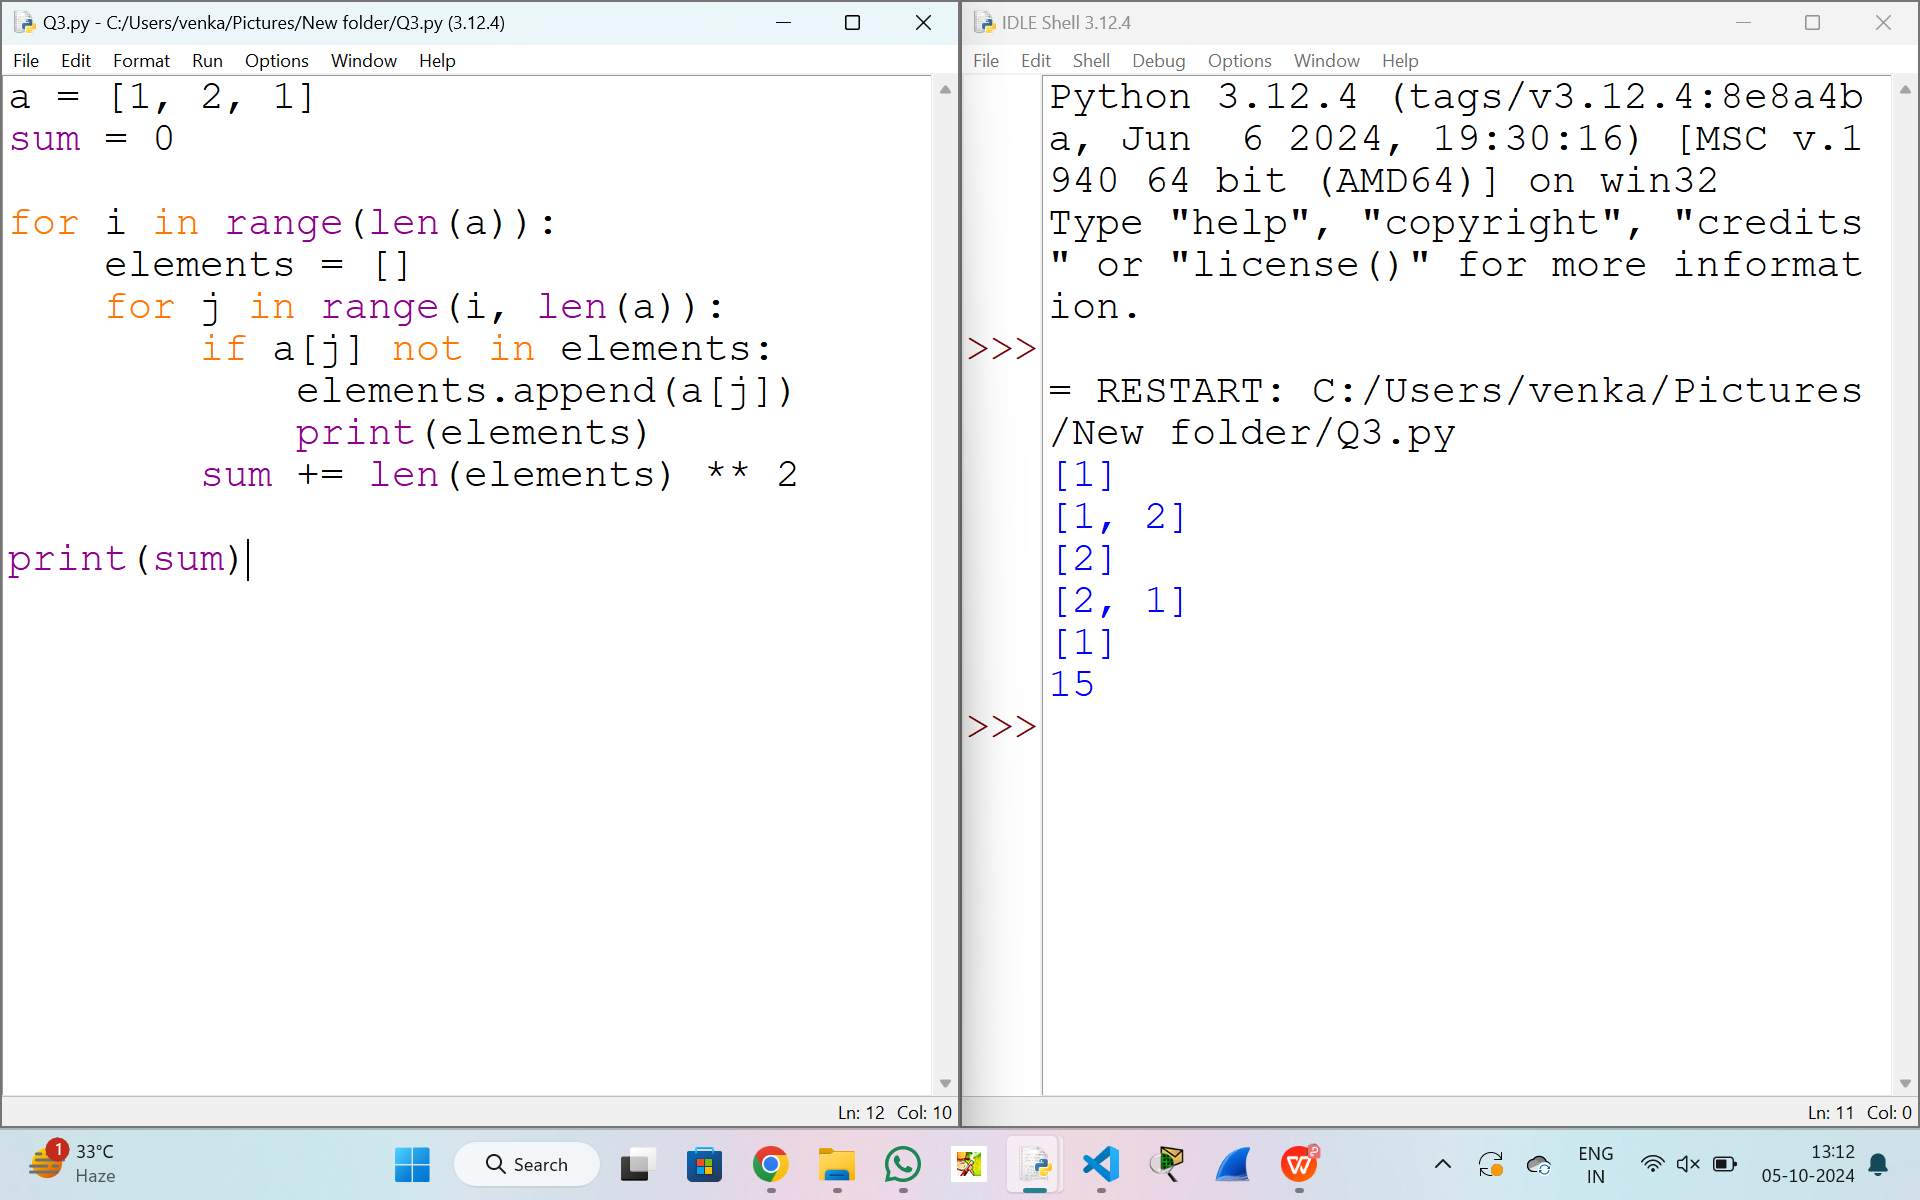 Q3.py - C:/Users/venka/Pictures/New folder/Q3.py (3.12.4)
File Edit Format Run Options Window Help
a = [1, 2, 1]
sum = 0
for i in range(len(a)):
    elements = []
    for j in range(i, len(a)):
        if a[j] not in elements:
            elements.append(a[j])
            print(elements)
        sum += len(elements) ** 2
print(sum)
Ln: 12 Col: 10
IDLE Shell 3.12.4
File Edit Shell Debug Options Window Help
Python 3.12.4 (tags/v3.12.4:8e8a4b
a, Jun  6 2024, 19:30:16) [MSC v.1
940 64 bit (AMD64)] on win32
Type "help", "copyright", "credits
" or "license()" for more informat
ion.
>>>
= RESTART: C:/Users/venka/Pictures
/New folder/Q3.py
[1]
[1, 2]
[2]
[2, 1]
[1]
15
>>>
Ln: 11 Col: 0
1
33°C
Haze
Search
ENG
IN
13:12
05-10-2024